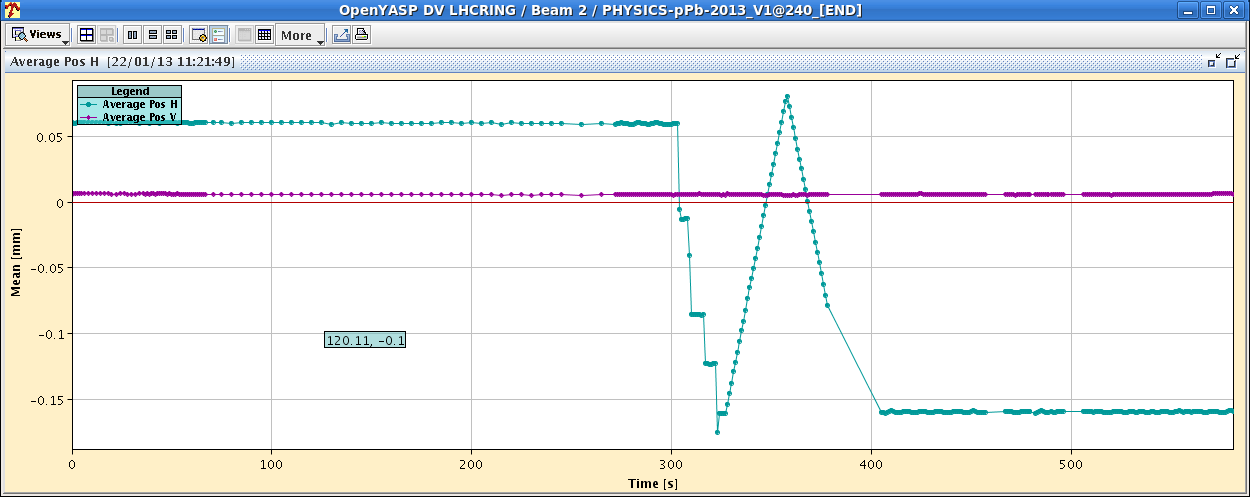 OpenYASP DV LHCRING / Beam 2 / PHYSICS-pPb-2013_V1@240_[END]
Views
More
Average Pos H [22/01/13 11:21:49]
Legend
Average Pos H
Average Pos V
0.05
0
-0.05
-0.1
-0.15
Mean [mm]
120.11, -0.1
0 100 200 300 400 500
Time [s]